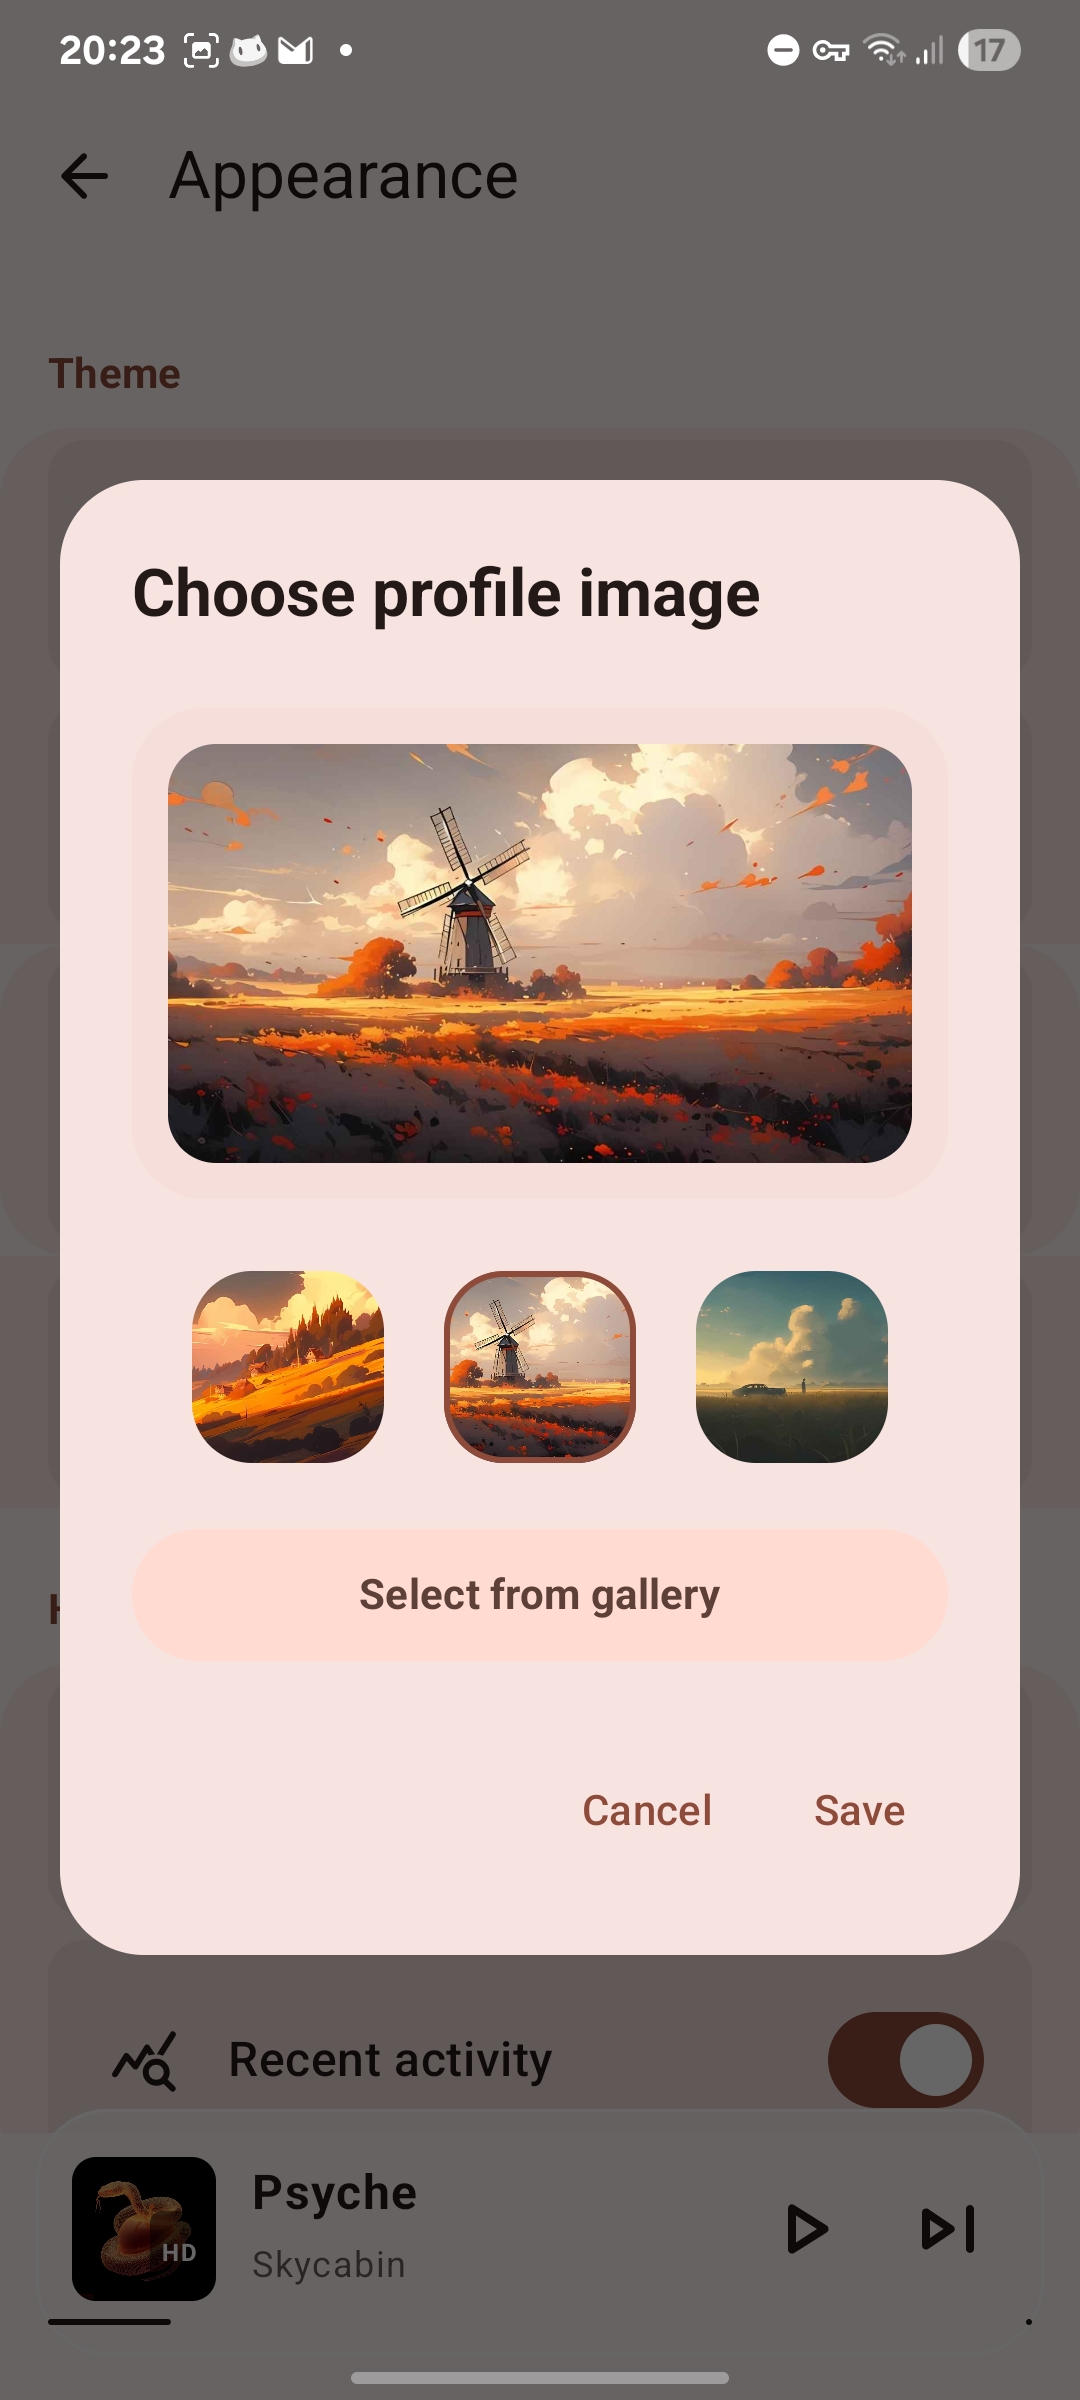 20:23
17
Appearance
Theme
Choose profile image
Select from gallery
Cancel
Save
Recent activity
HD
Psyche
Skycabin